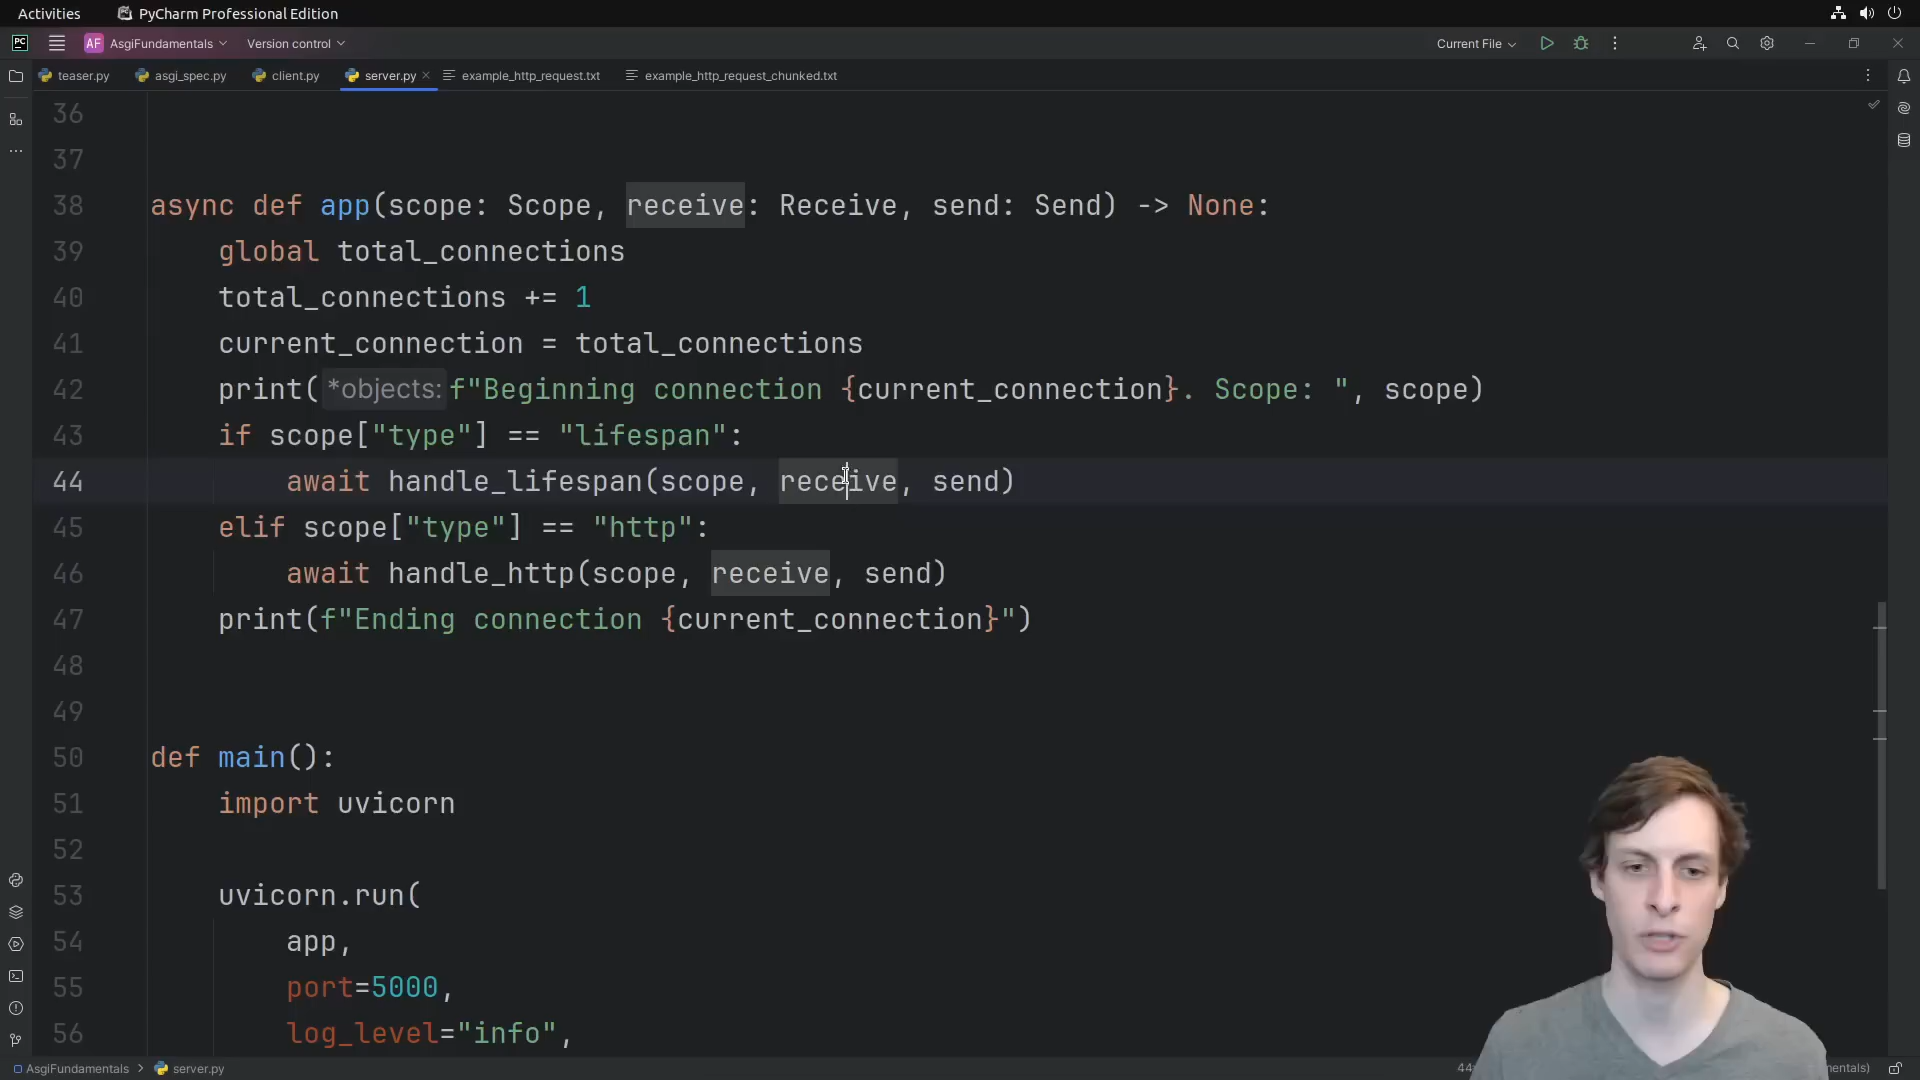 Activities PyCharm Professional Edition
PC AF AsgiFundamentals Version control Current File
teaser.py asgi_spec.py client.py server.py example_http_request.txt example_http_request_chunked.txt
36
37
38 async def app(scope: Scope, receive: Receive, send: Send) -> None:
39 global total_connections
40 total_connections += 1
41 current_connection = total_connections
42 print(*objects: f"Beginning connection {current_connection}. Scope: ", scope)
43 if scope["type"] == "lifespan":
44 await handle_lifespan(scope, receive, send)
45 elif scope["type"] == "http":
46 await handle_http(scope, receive, send)
47 print(f"Ending connection {current_connection}")
48
49
50 def main():
51 import uvicorn
52
53 uvicorn.run(
54 app,
55 port=5000,
56 log_level="info",
AsgiFundamentals > server.py 44: mentals)